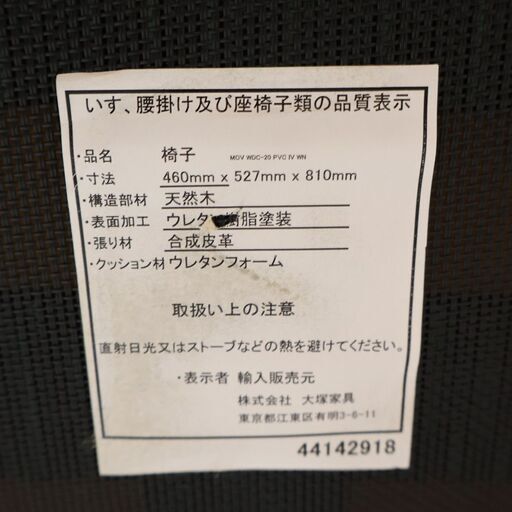 いす、腰掛け及び座椅子類の品質表示
・品名 椅子 MOV WDC-20 PVC IV WN
・寸法 460mm x 527mm x 810mm
・構造部材 天然木
・表面加工 ウレタン樹脂塗装
・張り材 合成皮革
・クッション材 ウレタンフォーム
取扱い上の注意
直射日光又はストーブなどの熱を避けてください。
・表示者 輸入販売元
株式会社 大塚家具
東京都江東区有明3-6-11
44142918